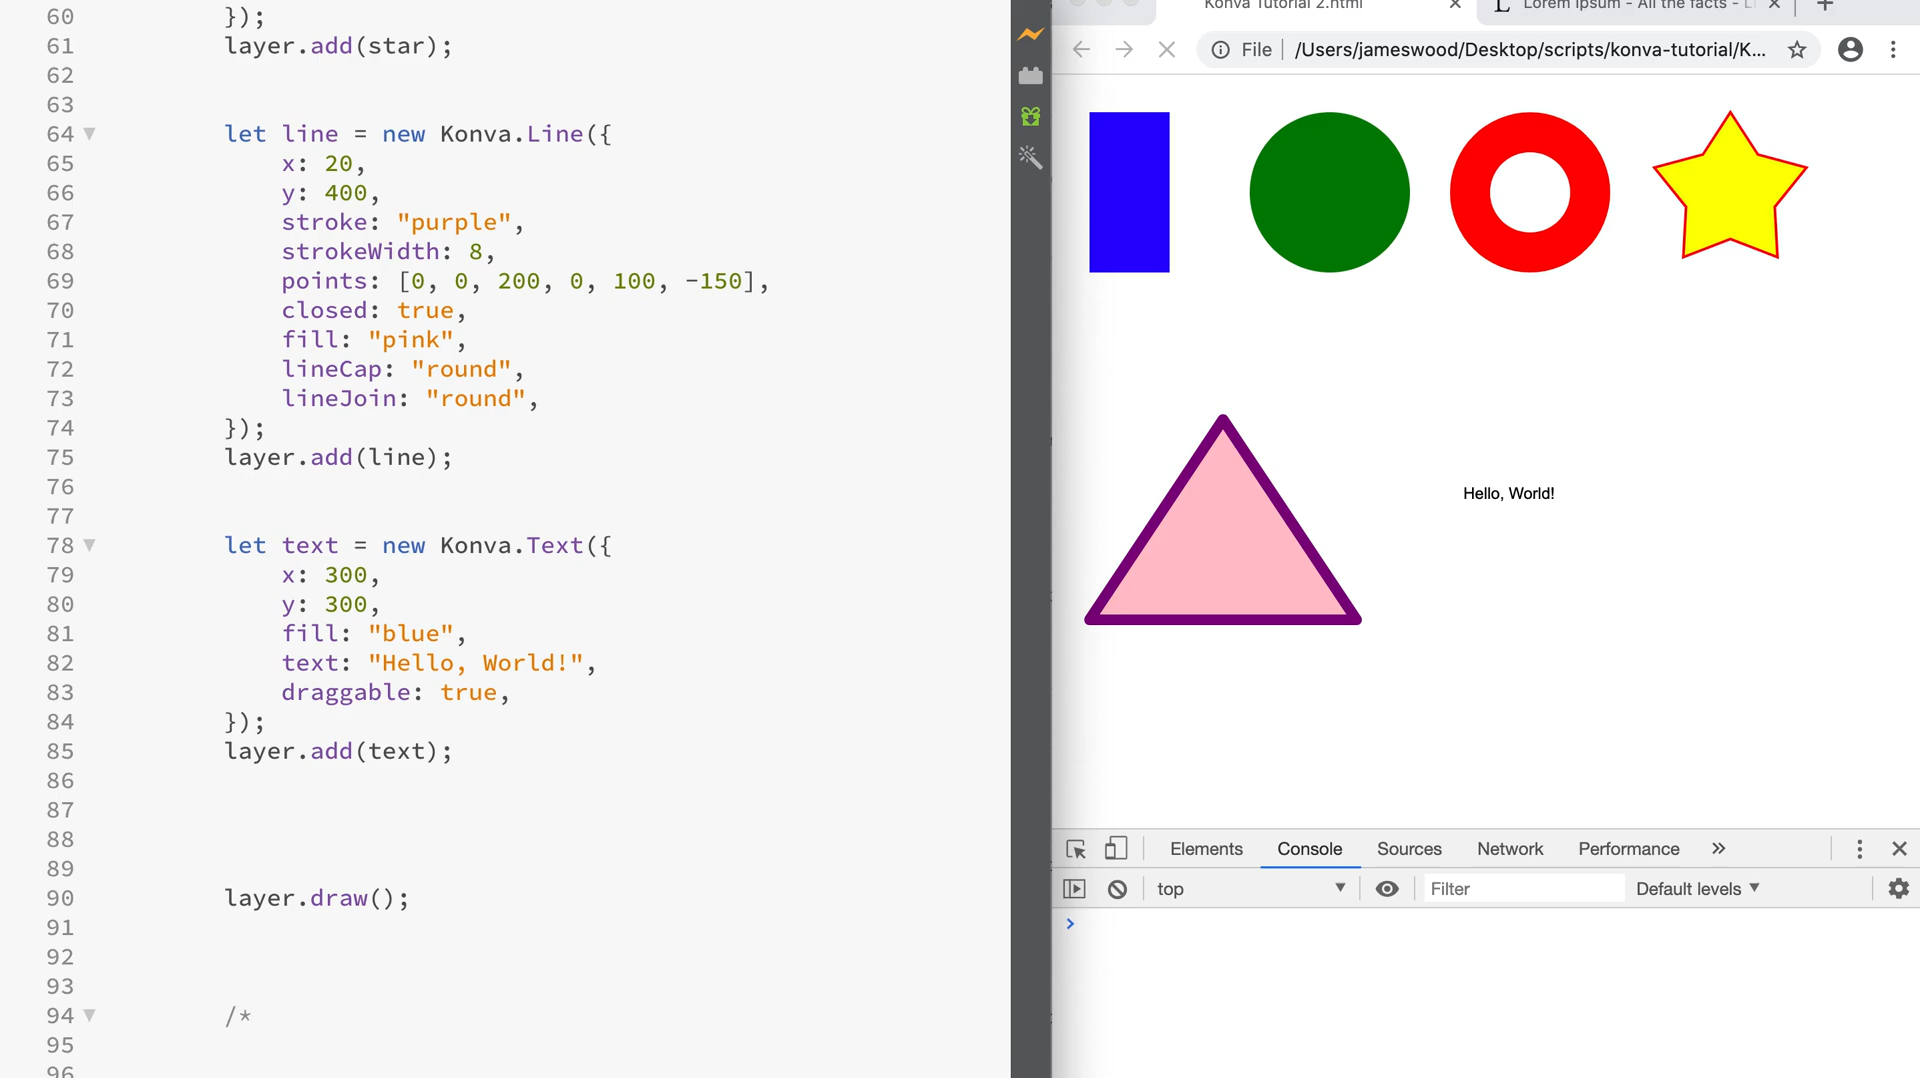 60 });
61 layer.add(star);
62
63
64 let line = new Konva.Line({
65 x: 20,
66 y: 400,
67 stroke: "purple",
68 strokeWidth: 8,
69 points: [0, 0, 200, 0, 100, -150],
70 closed: true,
71 fill: "pink",
72 lineCap: "round",
73 lineJoin: "round",
74 });
75 layer.add(line);
76
77
78 let text = new Konva.Text({
79 x: 300,
80 y: 300,
81 fill: "blue",
82 text: "Hello, World!",
83 draggable: true,
84 });
85 layer.add(text);
86
87
88
89
90 layer.draw();
91
92
93
94 /*
95
96
Konva Tutorial 2.html
Lorem Ipsum - All the facts - Li
File /Users/jameswood/Desktop/scripts/konva-tutorial/K...
Hello, World!
Elements Console Sources Network Performance »
top Filter Default levels